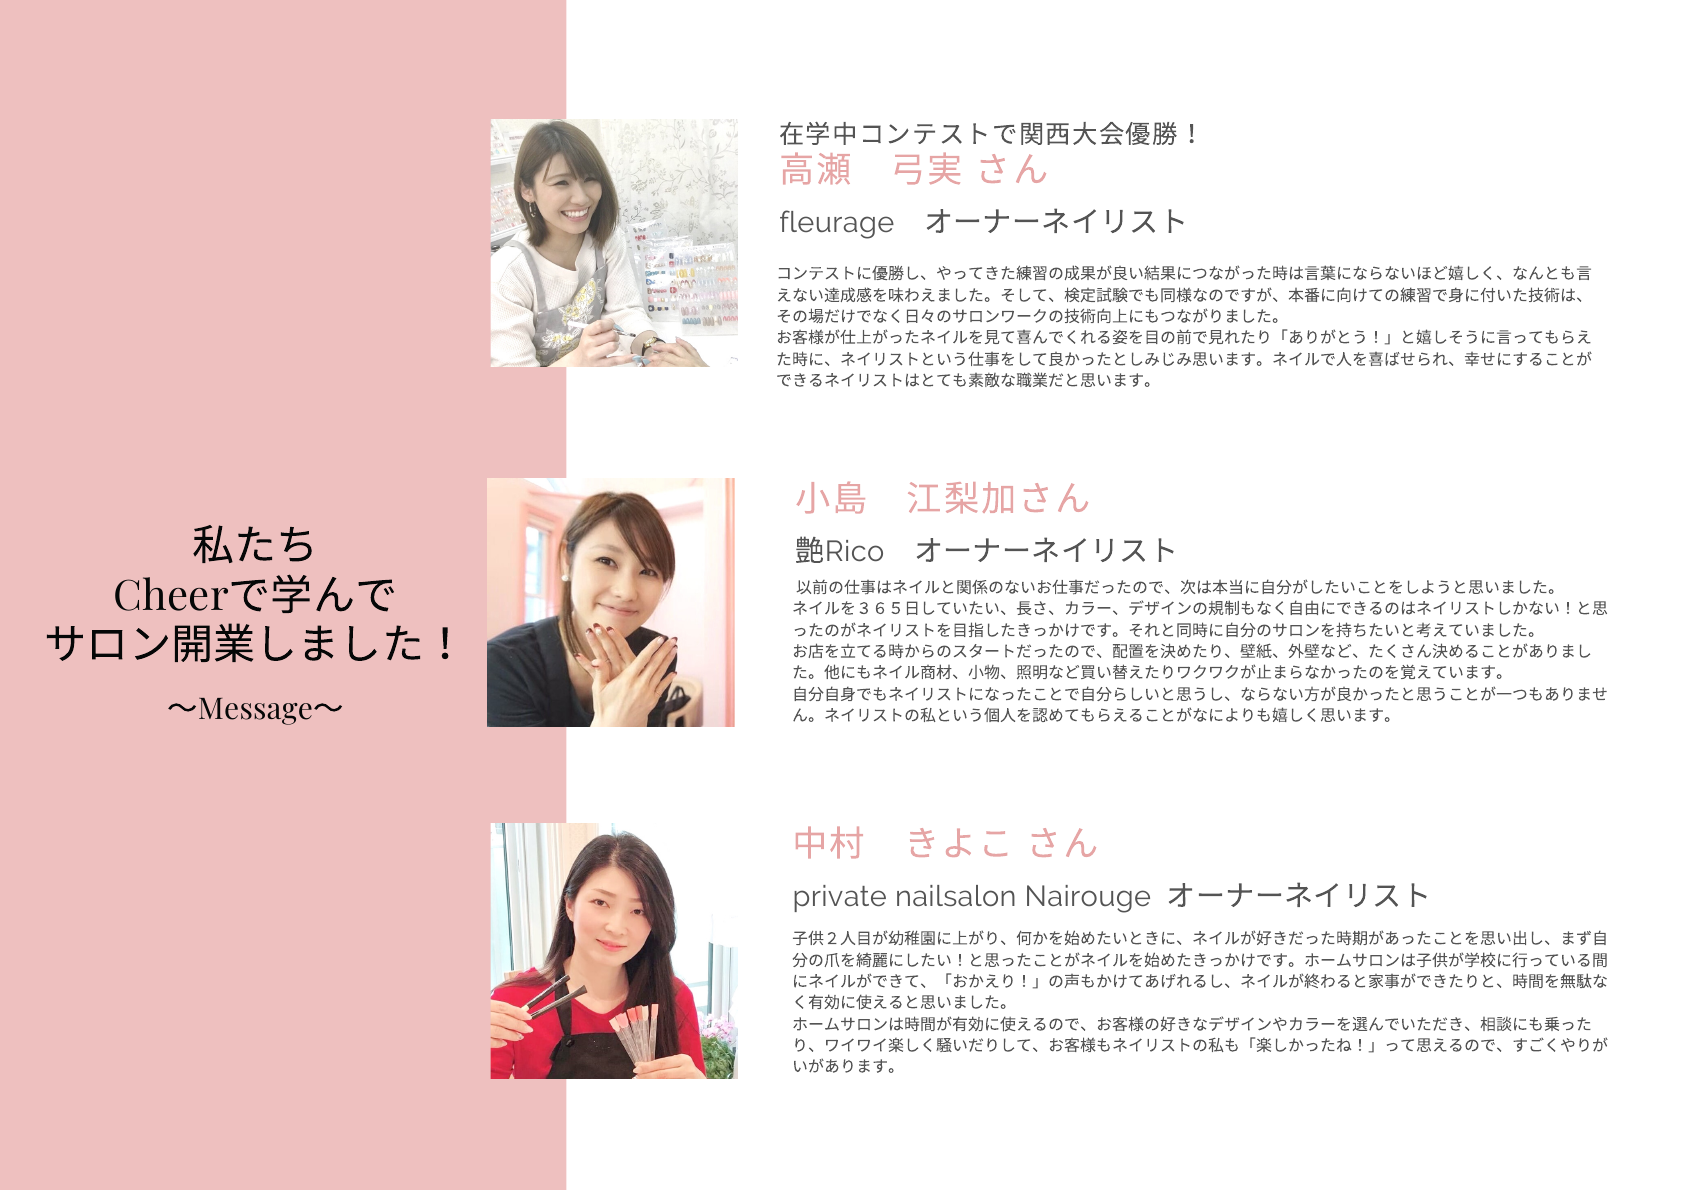 私たち
Cheerで学んで
サロン開業しました！
〜Message〜
在学中コンテストで関西大会優勝！
高瀬　弓実 さん
fleurage　オーナーネイリスト
コンテストに優勝し、やってきた練習の成果が良い結果につながった時は言葉にならないほど嬉しく、なんとも言
えない達成感を味わえました。そして、検定試験でも同様なのですが、本番に向けての練習で身に付いた技術は、
その場だけでなく日々のサロンワークの技術向上にもつながりました。
お客様が仕上がったネイルを見て喜んでくれる姿を目の前で見れたり「ありがとう！」と嬉しそうに言ってもらえ
た時に、ネイリストという仕事をして良かったとしみじみ思います。ネイルで人を喜ばせられ、幸せにすることが
できるネイリストはとても素敵な職業だと思います。
小島　江梨加さん
艶Rico　オーナーネイリスト
以前の仕事はネイルと関係のないお仕事だったので、次は本当に自分がしたいことをしようと思いました。
ネイルを３６５日していたい、長さ、カラー、デザインの規制もなく自由にできるのはネイリストしかない！と思
ったのがネイリストを目指したきっかけです。それと同時に自分のサロンを持ちたいと考えていました。
お店を立てる時からのスタートだったので、配置を決めたり、壁紙、外壁など、たくさん決めることがありまし
た。他にもネイル商材、小物、照明など買い替えたりワクワクが止まらなかったのを覚えています。
自分自身でもネイリストになったことで自分らしいと思うし、ならない方が良かったと思うことが一つもありませ
ん。ネイリストの私という個人を認めてもらえることがなによりも嬉しく思います。
中村　きよこ さん
private nailsalon Nairouge オーナーネイリスト
子供２人目が幼稚園に上がり、何かを始めたいときに、ネイルが好きだった時期があったことを思い出し、まず自
分の爪を綺麗にしたい！と思ったことがネイルを始めたきっかけです。ホームサロンは子供が学校に行っている間
にネイルができて、「おかえり！」の声もかけてあげれるし、ネイルが終わると家事ができたりと、時間を無駄な
く有効に使えると思いました。
ホームサロンは時間が有効に使えるので、お客様の好きなデザインやカラーを選んでいただき、相談にも乗った
り、ワイワイ楽しく騒いだりして、お客様もネイリストの私も「楽しかったね！」って思えるので、すごくやりが
いがあります。